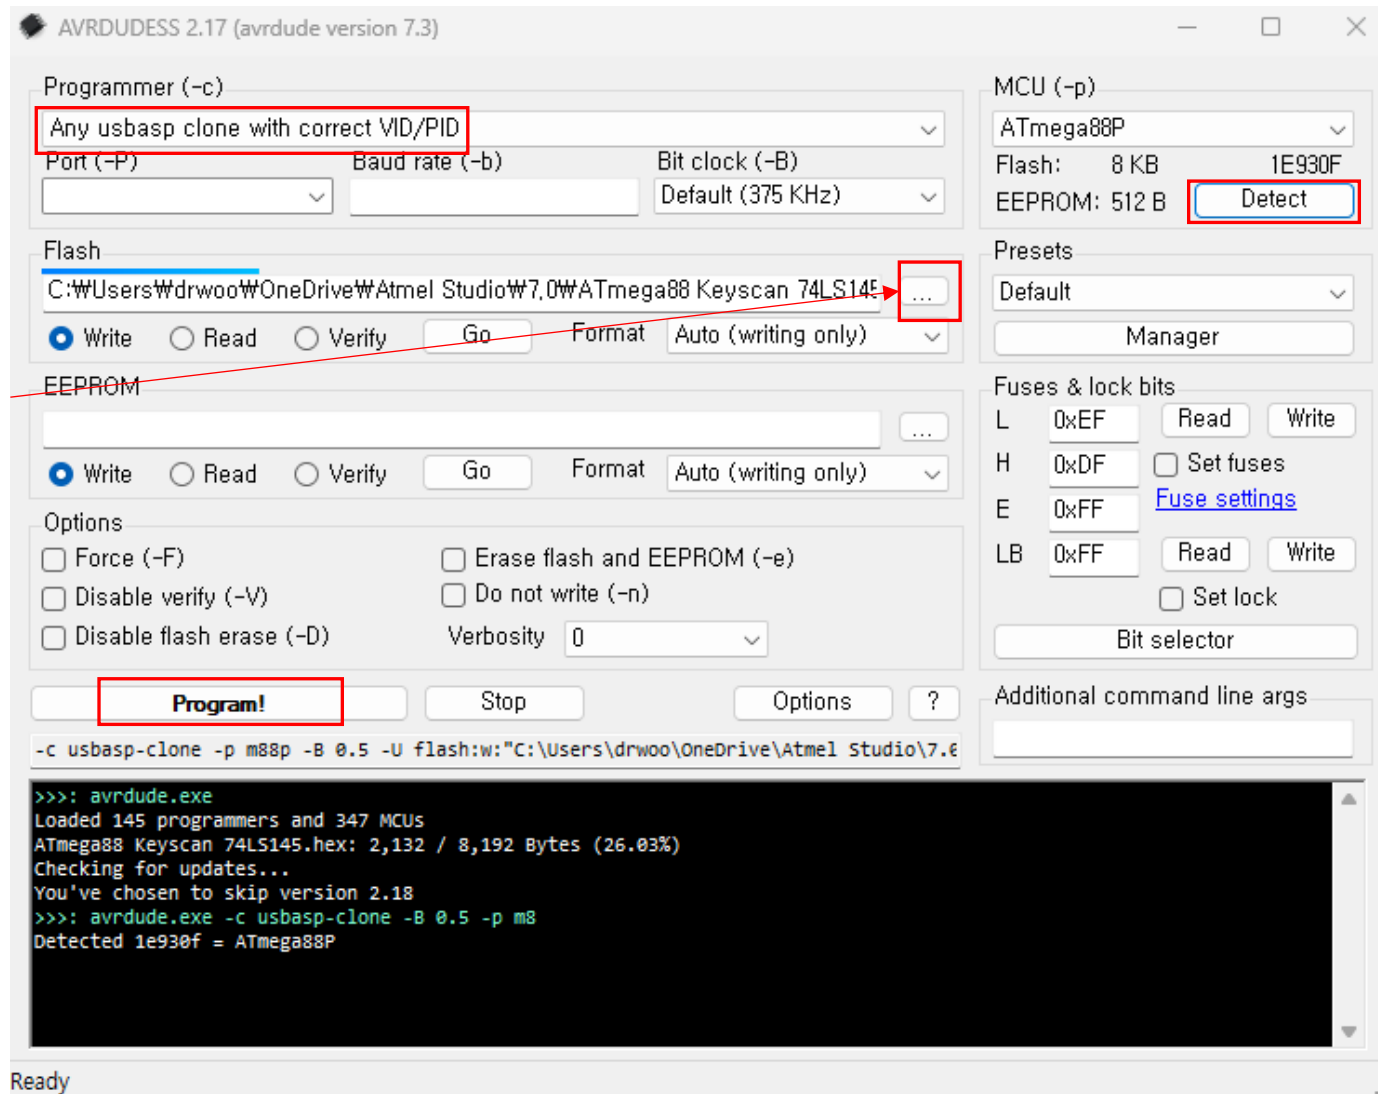 AVRDUDESS 2.17 (avrdude version 7.3)
Programmer (-c)
Any usbasp clone with correct VID/PID
Port (-P) Baud rate (-b) Bit clock (-B)
Default (375 KHz)
MCU (-p)
ATmega88P
Flash: 8 KB 1E930F
EEPROM: 512 B Detect
Flash
C:₩Users₩drwoo₩OneDrive₩Atmel Studio₩7,0₩ATmega88 Keyscan 74LS145 ...
Write Read Verify Go Format Auto (writing only)
Presets
Default
Manager
EEPROM
...
Write Read Verify Go Format Auto (writing only)
Fuses & lock bits
L 0xEF Read Write
H 0xDF Set fuses
E 0xFF Fuse settings
LB 0xFF Read Write
Set lock
Bit selector
Options
Force (-F) Erase flash and EEPROM (-e)
Disable verify (-V) Do not write (-n)
Disable flash erase (-D) Verbosity 0
Program! Stop Options ?
Additional command line args
-c usbasp-clone -p m88p -B 0.5 -U flash:w:"C:\Users\drwoo\OneDrive\Atmel Studio\7.0
>>>: avrdude.exe
Loaded 145 programmers and 347 MCUs
ATmega88 Keyscan 74LS145.hex: 2,132 / 8,192 Bytes (26.03%)
Checking for updates...
You've chosen to skip version 2.18
>>>: avrdude.exe -c usbasp-clone -B 0.5 -p m8
Detected 1e930f = ATmega88P
Ready